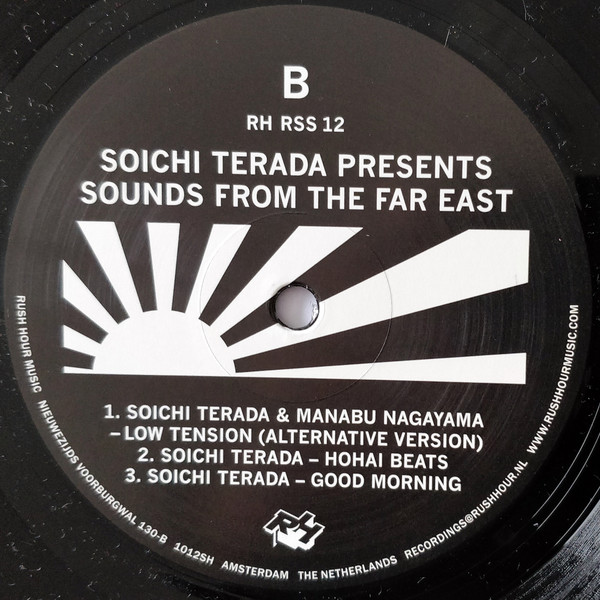 B
RH RSS 12
SOICHI TERADA PRESENTS
SOUNDS FROM THE FAR EAST
1. SOICHI TERADA & MANABU NAGAYAMA
–LOW TENSION (ALTERNATIVE VERSION)
2. SOICHI TERADA – HOHAI BEATS
3. SOICHI TERADA – GOOD MORNING
RH
RUSH HOUR MUSIC NIEUWEZIJDS VOORBURGWAL 130-B 1012SH AMSTERDAM THE NETHERLANDS RECORDINGS@RUSHHOUR.NL WWW.RUSHHOURMUSIC.COM